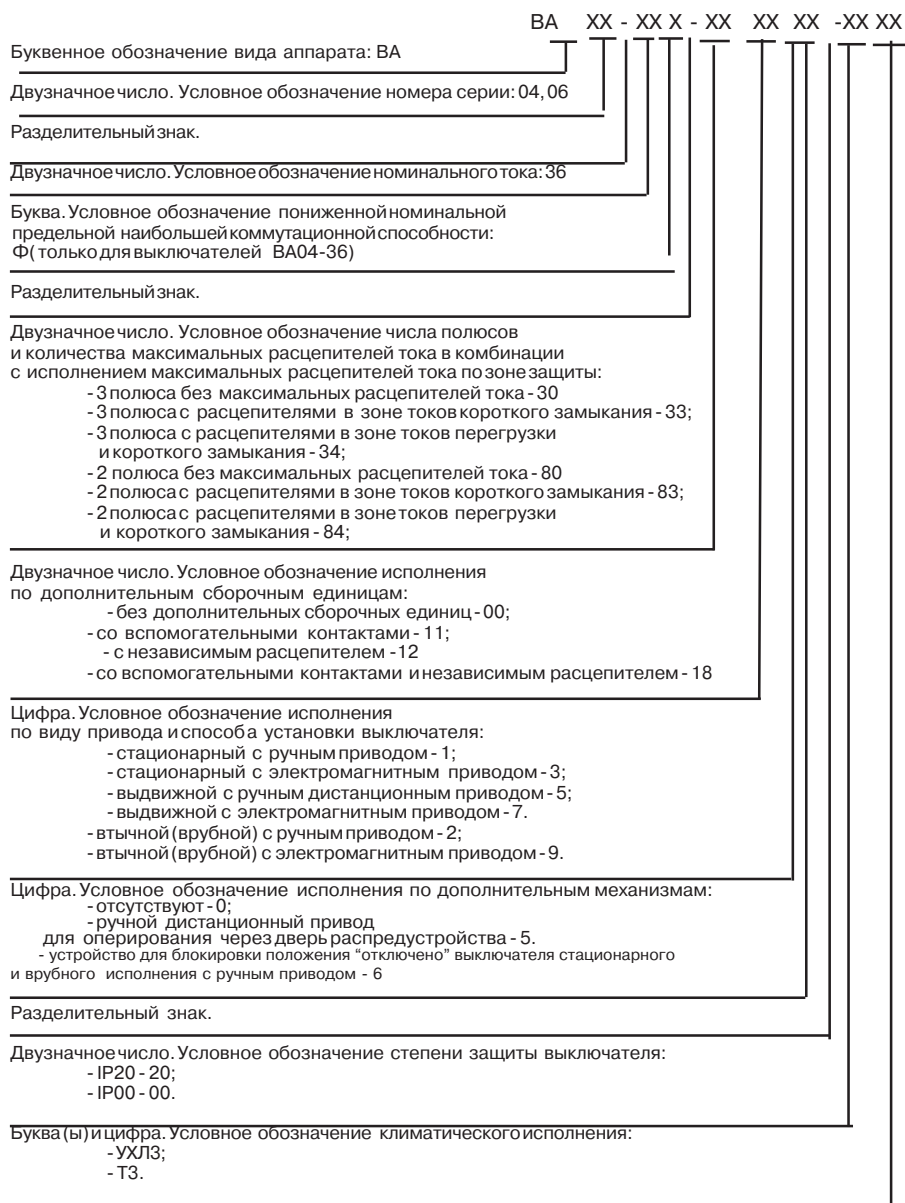 ВА ХХ - ХХ Х - ХХ ХХ ХХ -ХХ ХХ
Буквенное обозначение вида аппарата: ВА
Двузначное число. Условное обозначение номера серии: 04, 06
Разделительный знак.
Двузначное число. Условное обозначение номинального тока: 36
Буква. Условное обозначение пониженной номинальной
предельной наибольшей коммутационной способности:
Ф( только для выключателей ВА04-36)
Разделительный знак.
Двузначное число. Условное обозначение числа полюсов
и количества максимальных расцепителей тока в комбинации
с исполнением максимальных расцепителей тока по зоне защиты:
- 3 полюса без максимальных расцепителей тока - 30
- 3 полюса с расцепителями в зоне токов короткого замыкания - 33;
- 3 полюса с расцепителями в зоне токов перегрузки
и короткого замыкания - 34;
- 2 полюса без максимальных расцепителей тока - 80
- 2 полюса с расцепителями в зоне токов короткого замыкания - 83;
- 2 полюса с расцепителями в зоне токов перегрузки
и короткого замыкания - 84;
Двузначное число. Условное обозначение исполнения
по дополнительным сборочным единицам:
- без дополнительных сборочных единиц - 00;
- со вспомогательными контактами - 11;
- с независимым расцепителем -12
- со вспомогательными контактами и независимым расцепителем - 18
Цифра. Условное обозначение исполнения
по виду привода и способа установки выключателя:
- стационарный с ручным приводом - 1;
- стационарный с электромагнитным приводом - 3;
- выдвижной с ручным дистанционным приводом - 5;
- выдвижной с электромагнитным приводом - 7.
- втычной (врубной) с ручным приводом - 2;
- втычной (врубной) с электромагнитным приводом - 9.
Цифра. Условное обозначение исполнения по дополнительным механизмам:
- отсутствуют - 0;
- ручной дистанционный привод
для оперирования через дверь распредустройства - 5.
- устройство для блокировки положения "отключено" выключателя стационарного
и врубного исполнения с ручным приводом - 6
Разделительный знак.
Двузначное число. Условное обозначение степени защиты выключателя:
- IP20 - 20;
- IP00 - 00.
Буква (ы) и цифра. Условное обозначение климатического исполнения:
- УХЛ3;
- Т3.